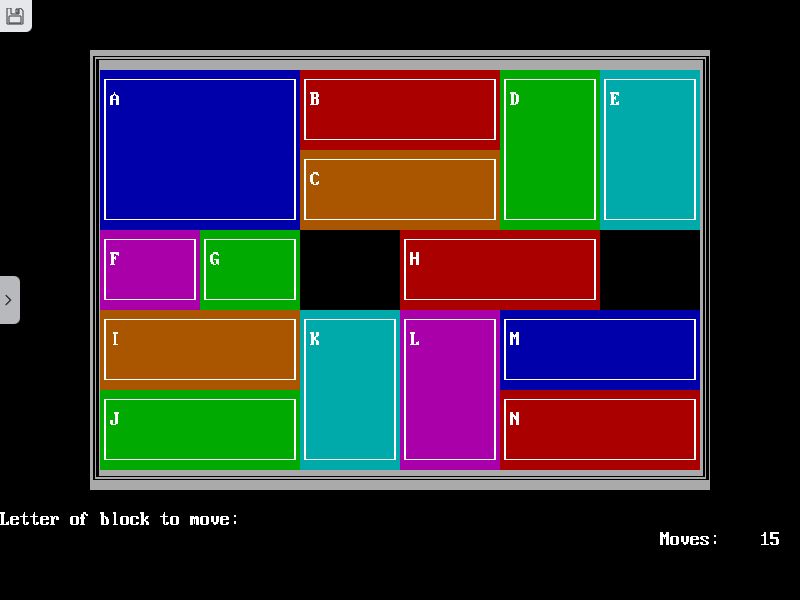 A B D E
C
F G H
I K L M
J N
Letter of block to move:
Moves: 15